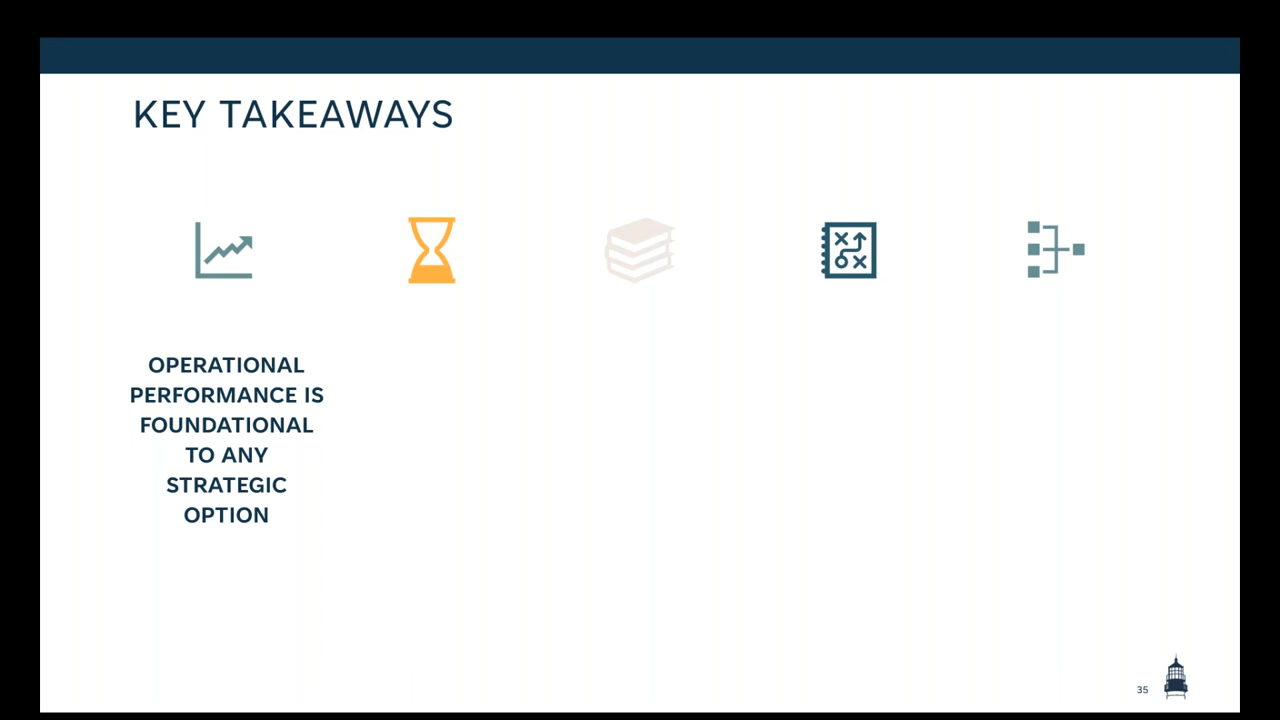 KEY TAKEAWAYS
OPERATIONAL
PERFORMANCE IS
FOUNDATIONAL
TO ANY
STRATEGIC
OPTION
35